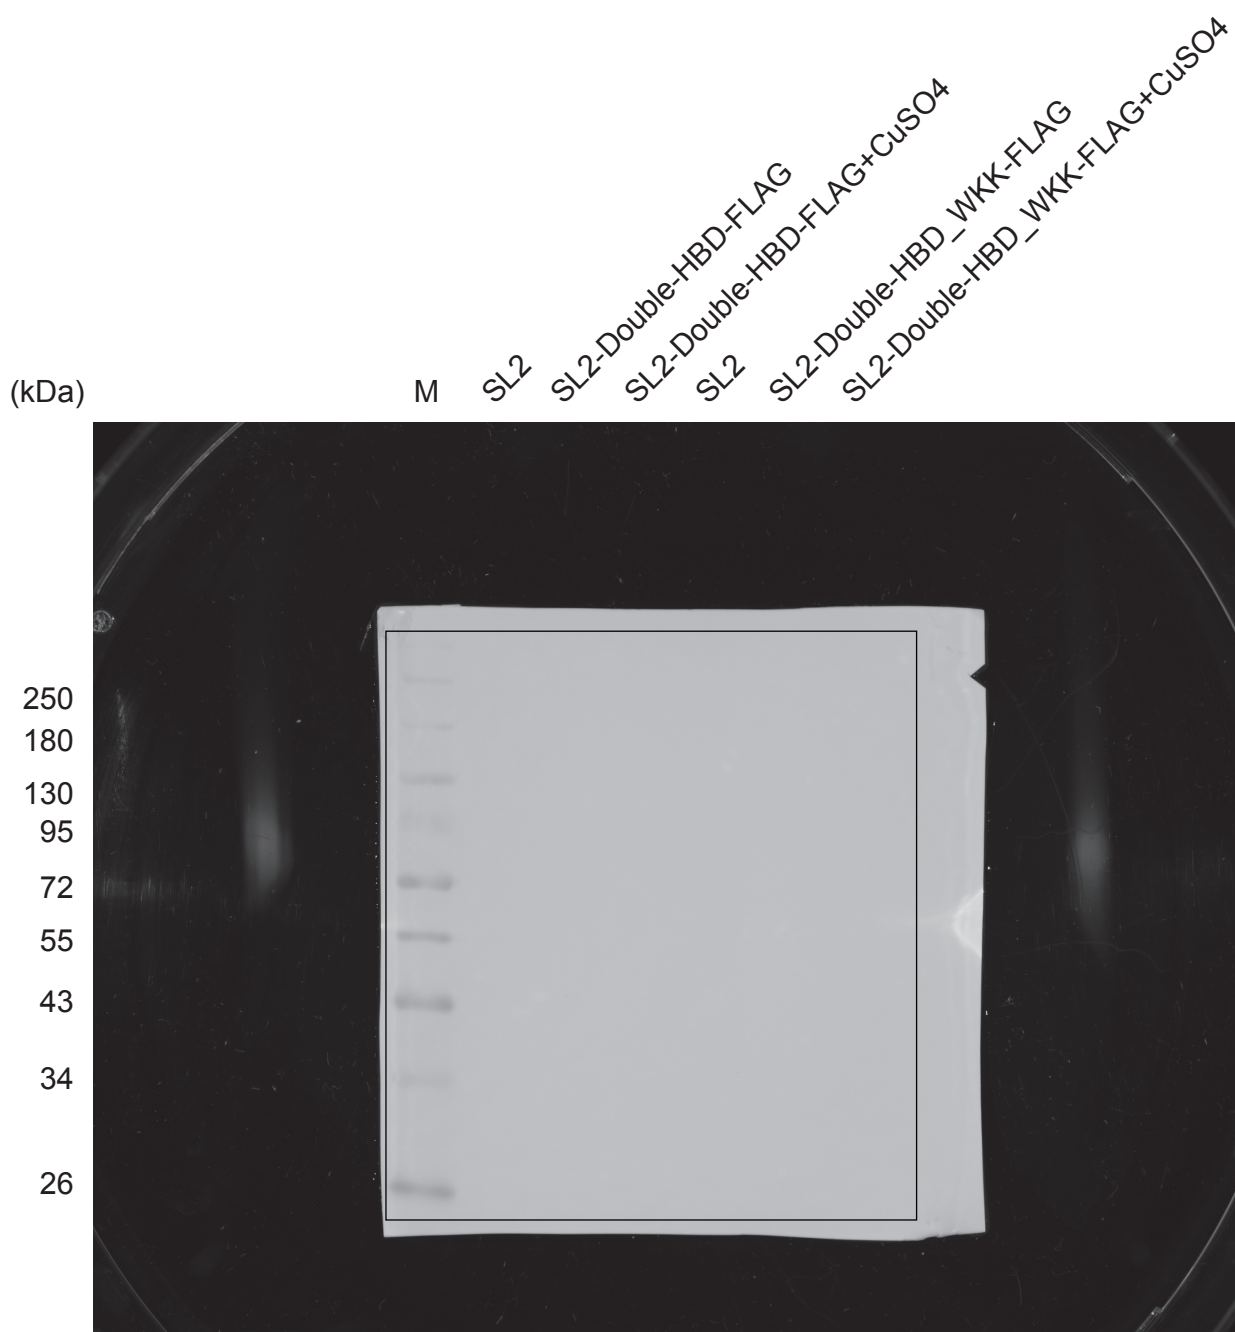 (kDa)
M
SL2
SL2-Double-HBD-FLAG
SL2-Double-HBD-FLAG+CuSO4
SL2
SL2-Double-HBD_WKK-FLAG
SL2-Double-HBD_WKK-FLAG+CuSO4
250
180
130
95
72
55
43
34
26